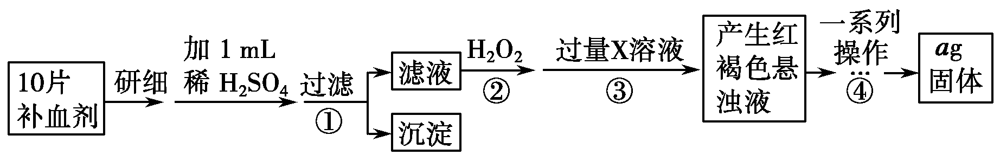 10片
补血剂
研细
加 1 mL
稀 H₂SO₄
过滤
①
滤液
沉淀
H₂O₂
②
过量X溶液
③
产生红
褐色悬
浊液
一系列
操作
…
④
ag
固体